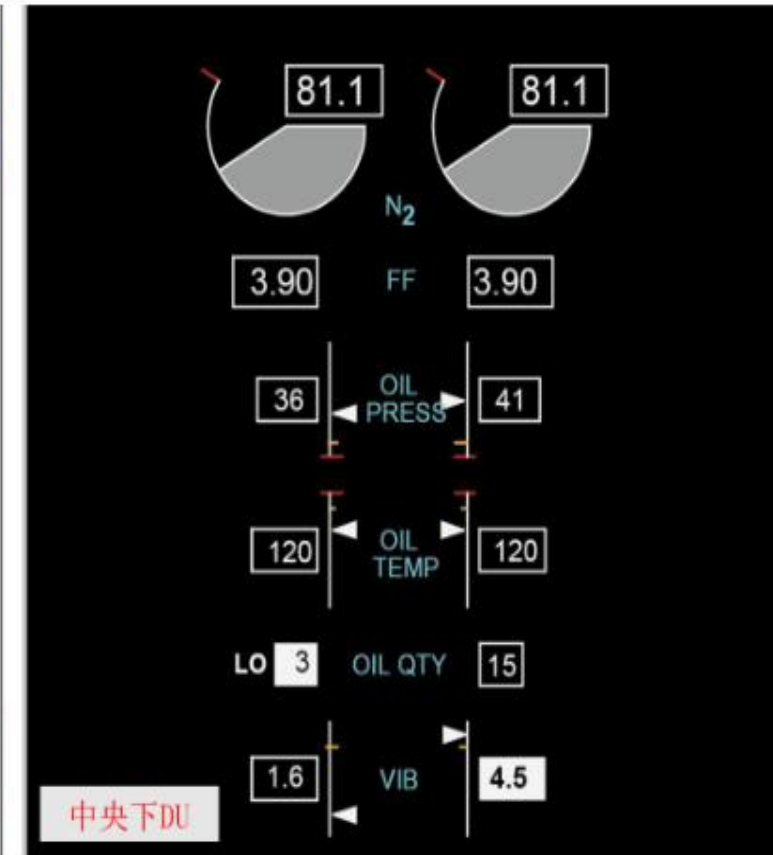 81.1 81.1
N2
3.90 FF 3.90
36 OIL PRESS 41
120 OIL TEMP 120
LO 3 OIL QTY 15
1.6 VIB 4.5
中央下DU